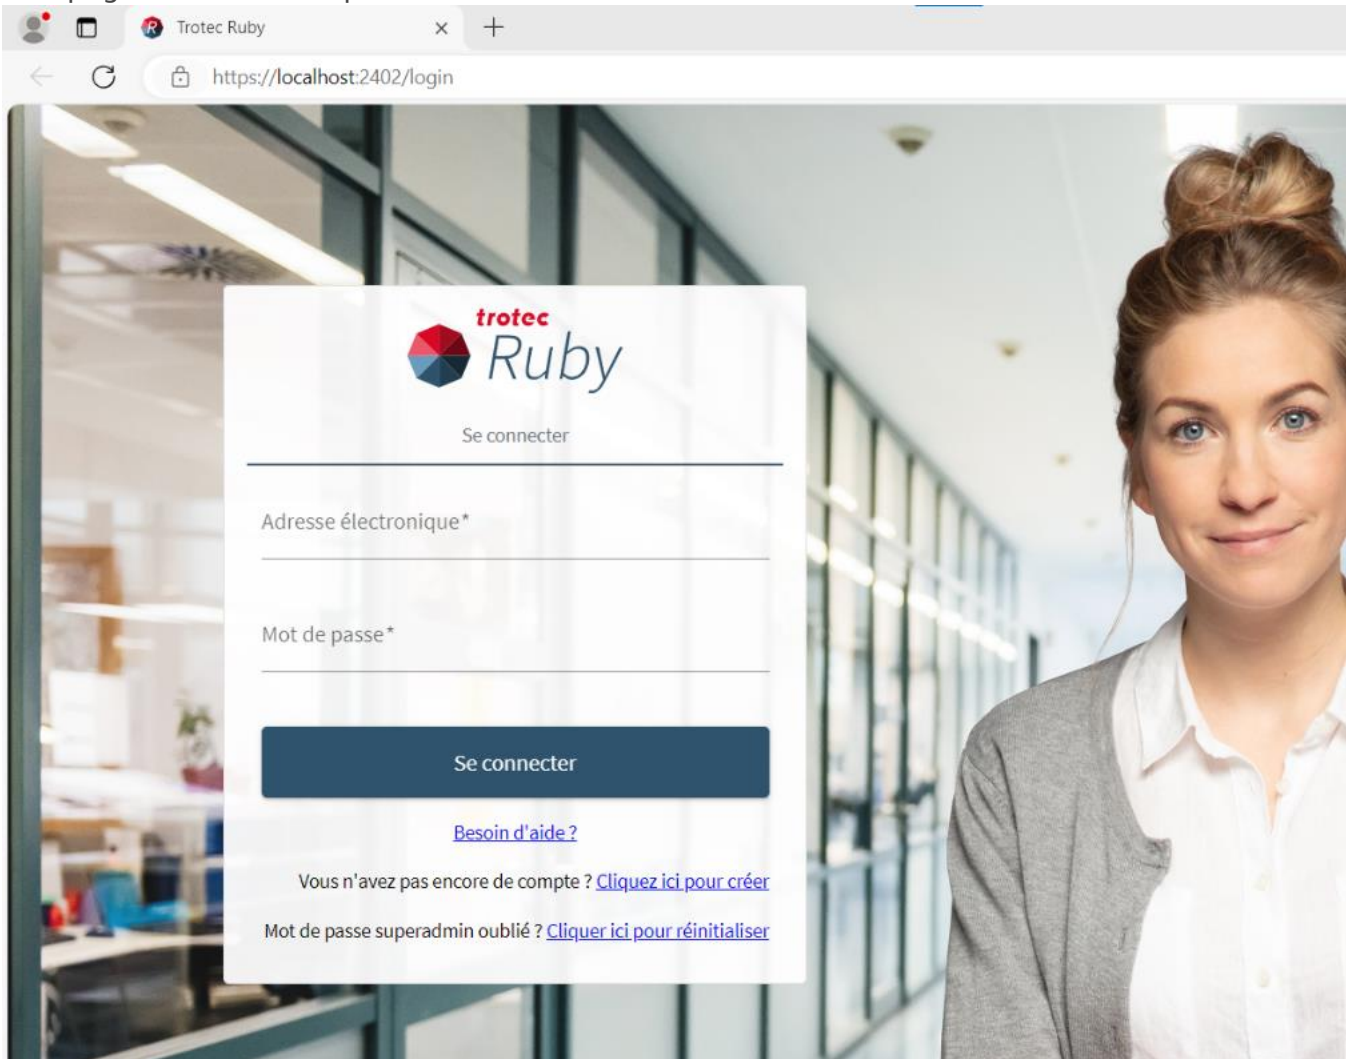 Trotec Ruby
https://localhost:2402/login
trotec
Ruby
Se connecter
Adresse électronique*
Mot de passe*
Se connecter
Besoin d'aide ?
Vous n'avez pas encore de compte ? Cliquez ici pour créer
Mot de passe superadmin oublié ? Cliquer ici pour réinitialiser